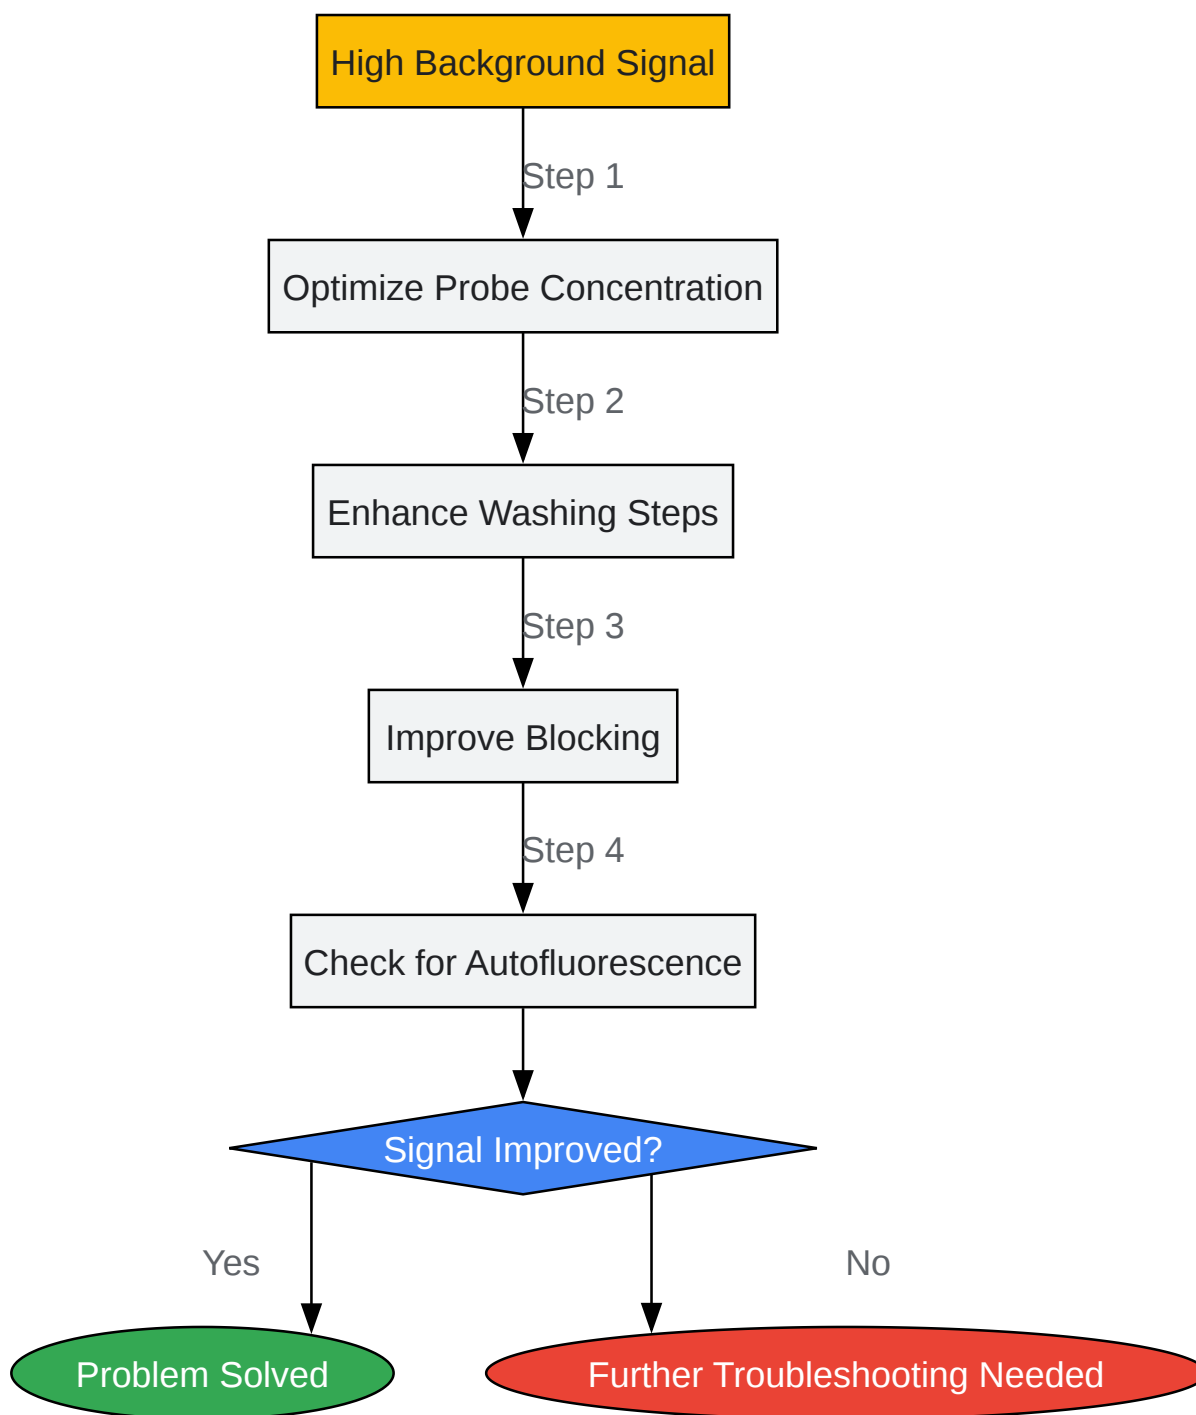 High Background Signal
Step 1
Optimize Probe Concentration
Step 2
Enhance Washing Steps
Step 3
Improve Blocking
Step 4
Check for Autofluorescence
Signal Improved?
Yes
No
Problem Solved
Further Troubleshooting Needed